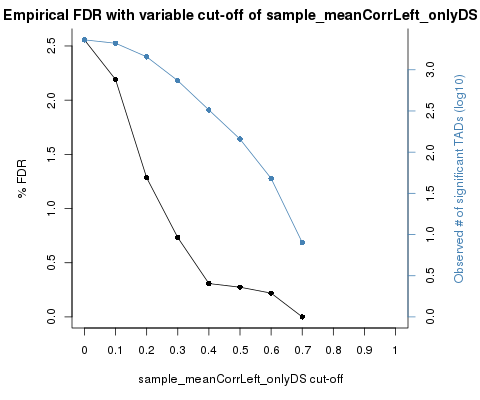 Empirical FDR with variable cut-off of sample_meanCorrLeft_onlyDS
% FDR
2.5
2.0
1.5
1.0
0.5
0.0
3.0
2.5
2.0
1.5
1.0
0.5
0.0
Observed # of significant TADs (log10)
0 0.1 0.2 0.3 0.4 0.5 0.6 0.7 0.8 0.9 1
sample_meanCorrLeft_onlyDS cut-off